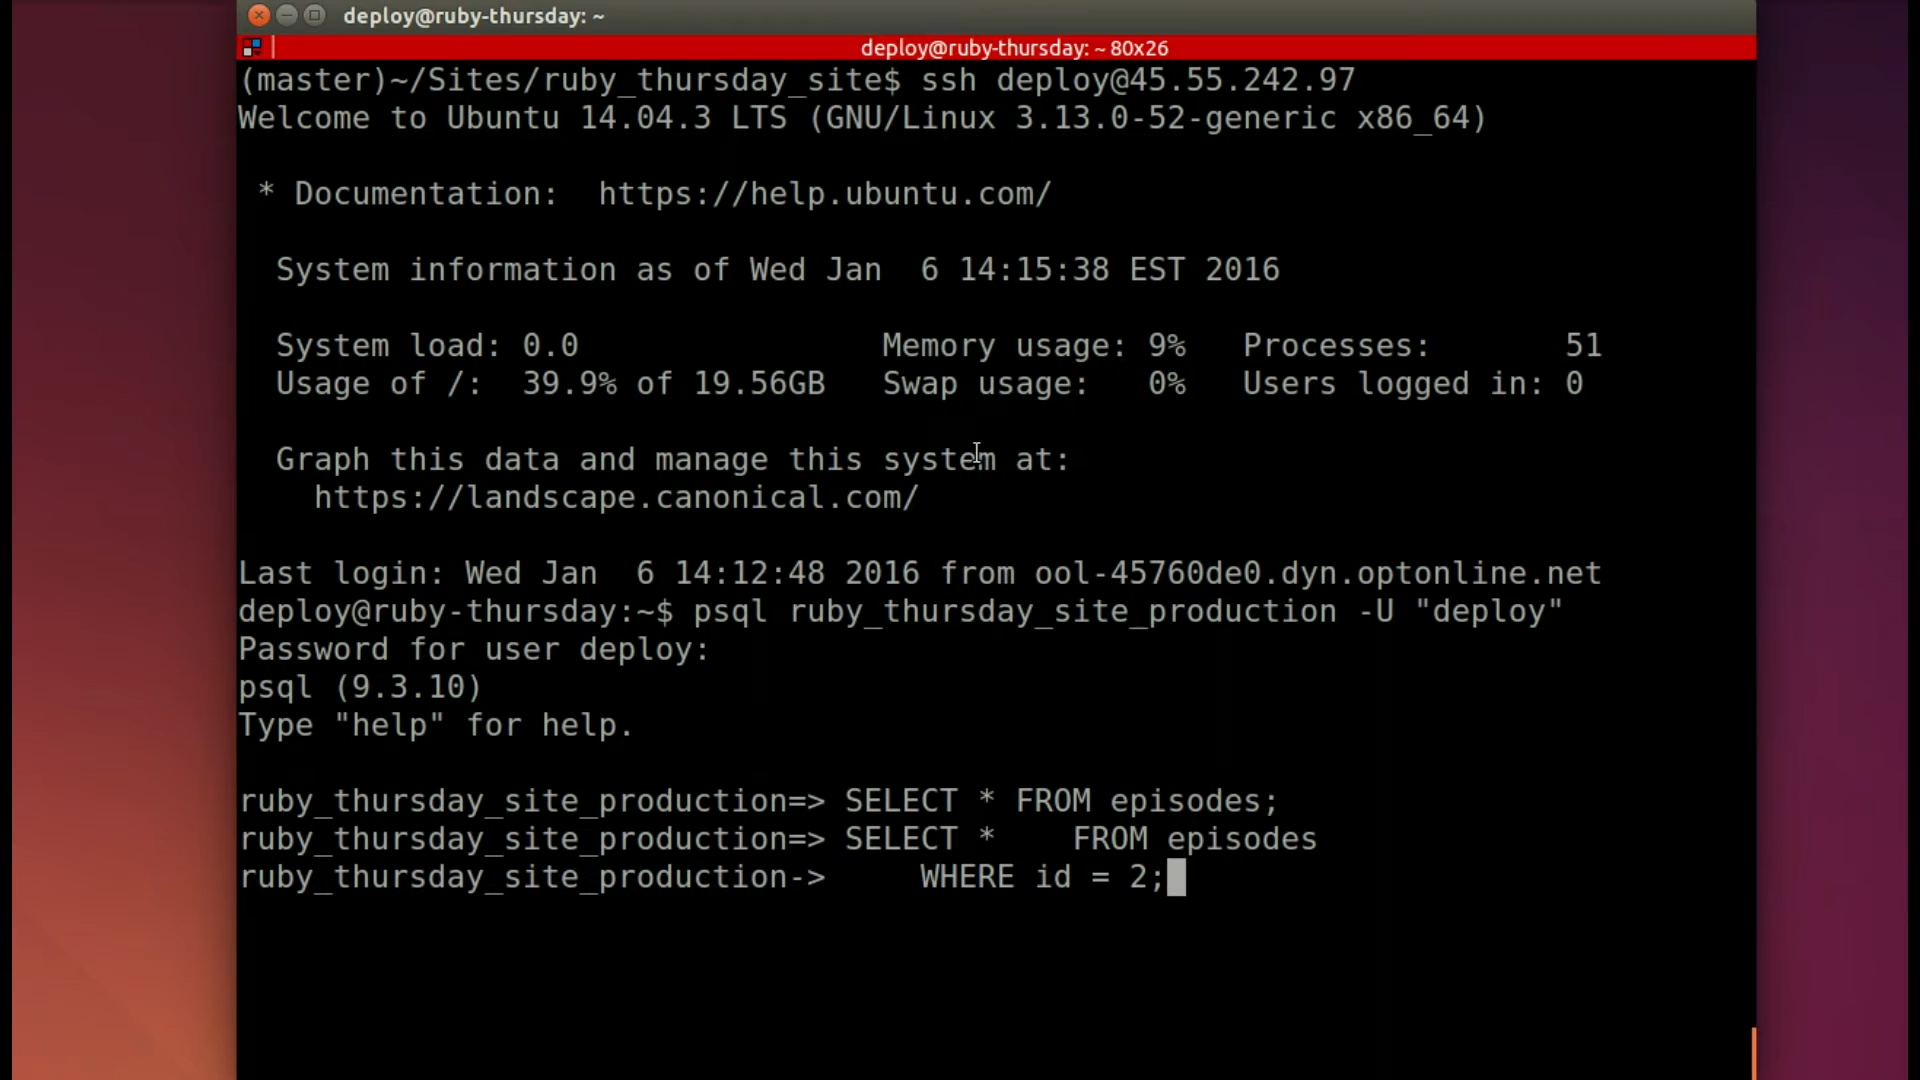 deploy@ruby-thursday: ~
deploy@ruby-thursday: ~ 80x26
(master)~/Sites/ruby_thursday_site$ ssh deploy@45.55.242.97
Welcome to Ubuntu 14.04.3 LTS (GNU/Linux 3.13.0-52-generic x86_64)
* Documentation:  https://help.ubuntu.com/
System information as of Wed Jan  6 14:15:38 EST 2016
System load: 0.0                Memory usage: 9%   Processes:       51
Usage of /:  39.9% of 19.56GB   Swap usage:   0%   Users logged in: 0
Graph this data and manage this system at:
https://landscape.canonical.com/
Last login: Wed Jan  6 14:12:48 2016 from ool-45760de0.dyn.optonline.net
deploy@ruby-thursday:~$ psql ruby_thursday_site_production -U "deploy"
Password for user deploy:
psql (9.3.10)
Type "help" for help.
ruby_thursday_site_production=> SELECT * FROM episodes;
ruby_thursday_site_production=> SELECT *    FROM episodes
ruby_thursday_site_production->     WHERE id = 2;